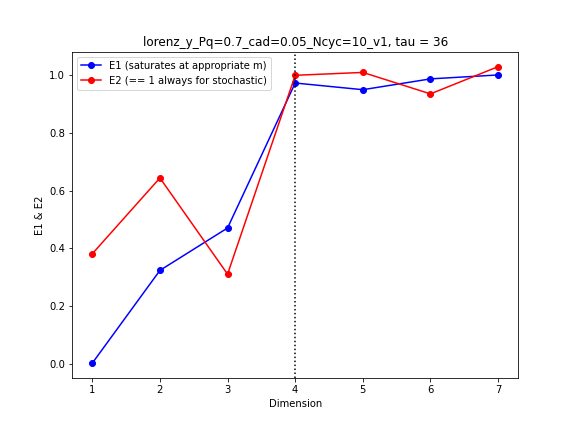 lorenz_y_Pq=0.7_cad=0.05_Ncyc=10_v1, tau = 36
E1 (saturates at appropriate m)
E2 (== 1 always for stochastic)
E1 & E2
1.0
0.8
0.6
0.4
0.2
0.0
1 2 3 4 5 6 7
Dimension